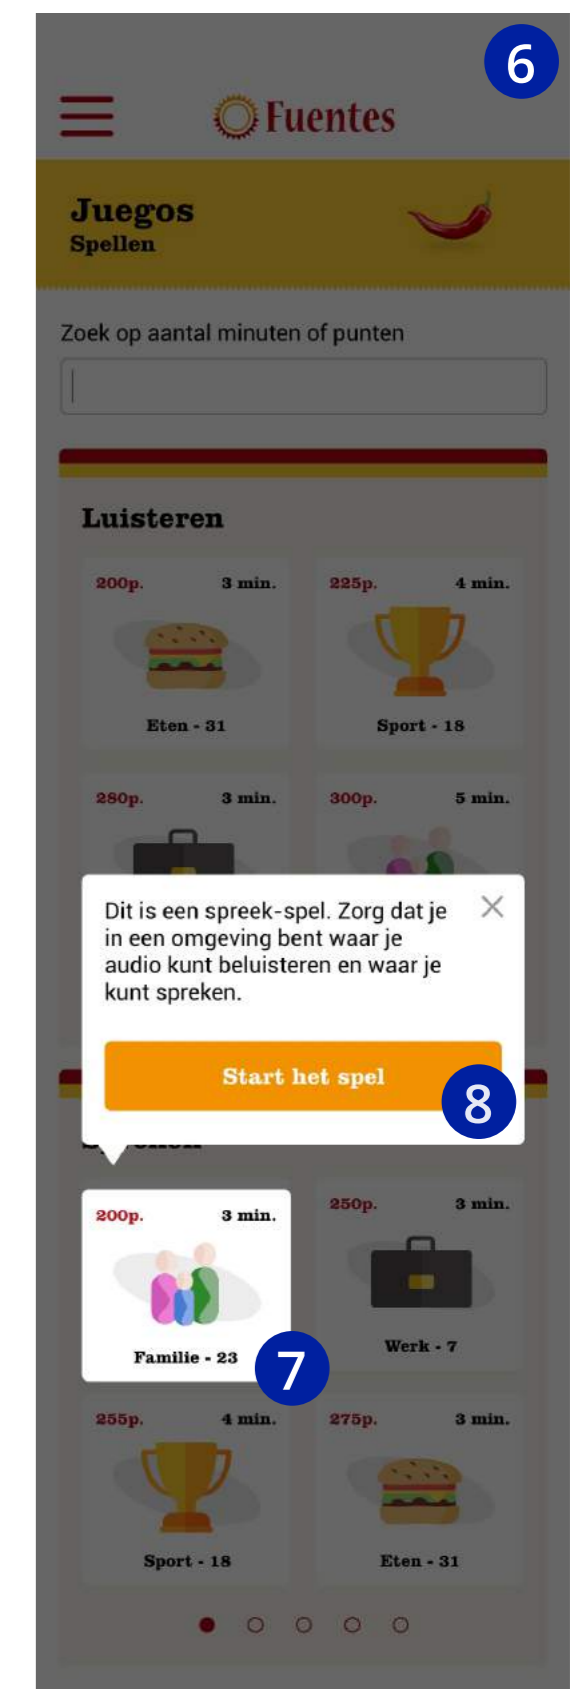 6
Fuentes
Juegos
Spellen
Zoek op aantal minuten of punten
Luisteren
200p. 3 min.
Eten - 31
225p. 4 min.
Sport - 18
280p. 3 min.
300p. 5 min.
Dit is een spreek-spel. Zorg dat je
in een omgeving bent waar je
audio kunt beluisteren en waar je
kunt spreken.
Start het spel
8
200p. 3 min.
Familie - 23
7
250p. 3 min.
Werk - 7
255p. 4 min.
Sport - 18
275p. 3 min.
Eten - 31